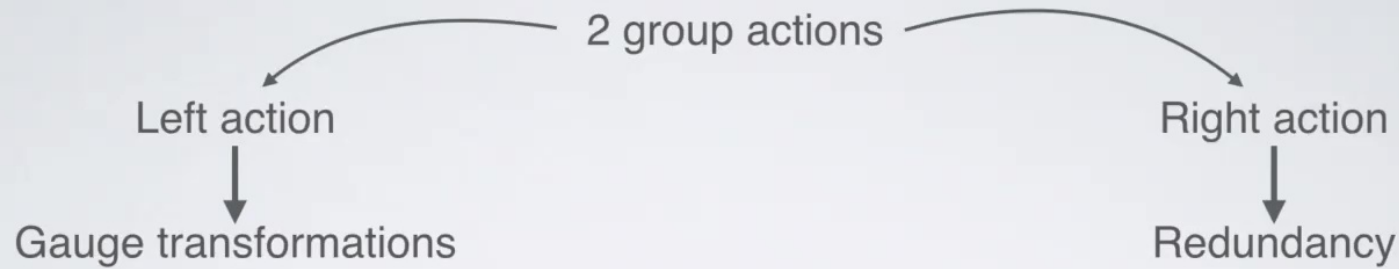 2 group actions
Left action
Right action
Gauge transformations
Redundancy